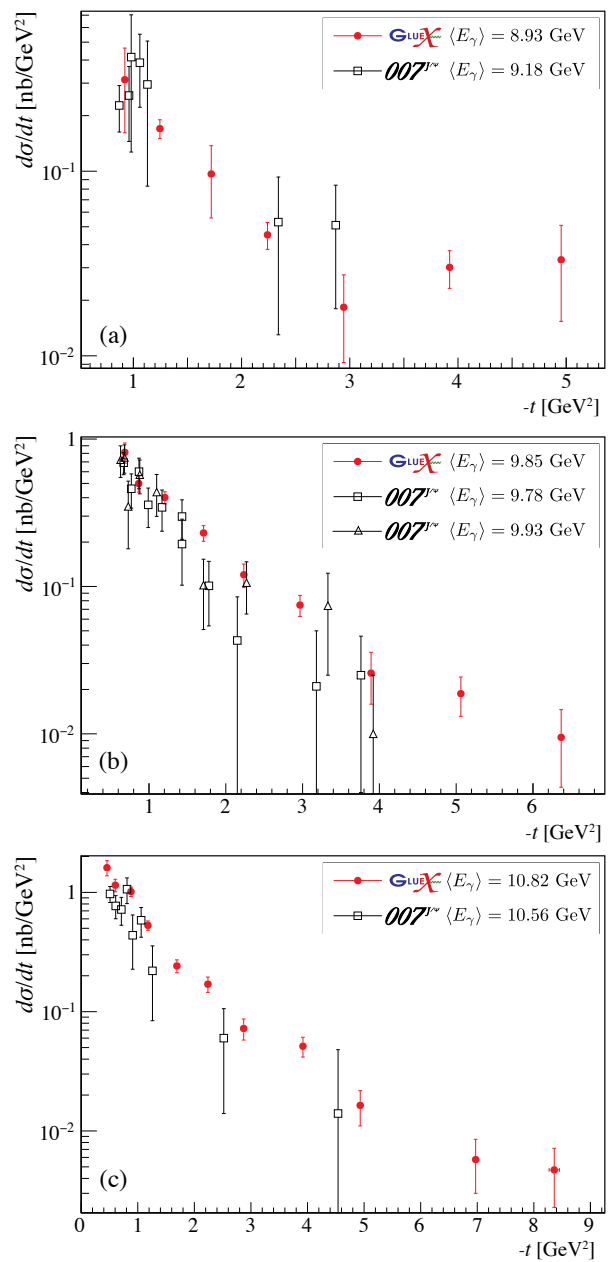 dσ/dt [nb/GeV²]
GLUEX ⟨Eγ⟩ = 8.93 GeV
007 J/ψ ⟨Eγ⟩ = 9.18 GeV
10⁻¹
10⁻²
(a)
1 2 3 4 5
-t [GeV²]
dσ/dt [nb/GeV²]
1
GLUEX ⟨Eγ⟩ = 9.85 GeV
007 J/ψ ⟨Eγ⟩ = 9.78 GeV
007 J/ψ ⟨Eγ⟩ = 9.93 GeV
10⁻¹
10⁻²
(b)
1 2 3 4 5 6
-t [GeV²]
dσ/dt [nb/GeV²]
GLUEX ⟨Eγ⟩ = 10.82 GeV
1
007 J/ψ ⟨Eγ⟩ = 10.56 GeV
10⁻¹
10⁻²
(c)
0 1 2 3 4 5 6 7 8 9
-t [GeV²]